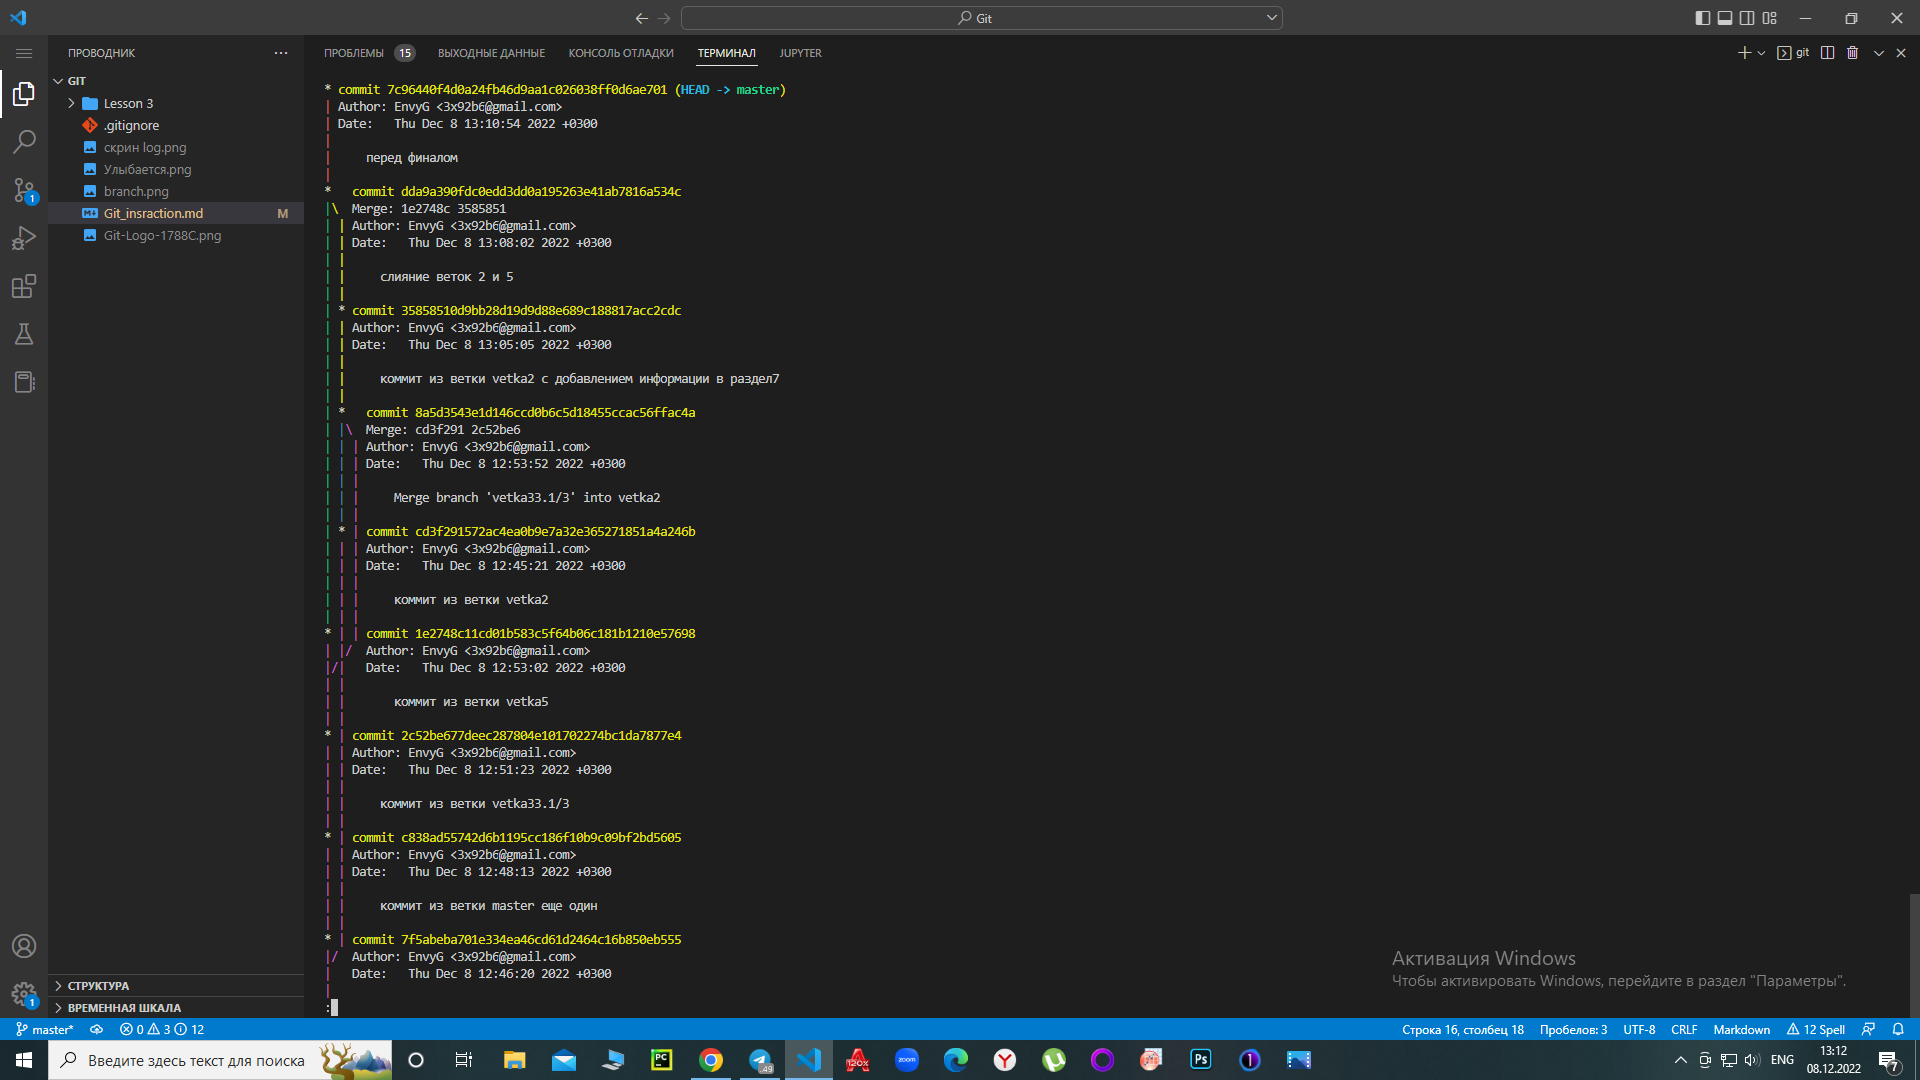 Git
ПРОВОДНИК
GIT
Lesson 3
.gitignore
скрин log.png
Улыбается.png
branch.png
Git_insraction.md M
Git-Logo-1788C.png
СТРУКТУРА
ВРЕМЕННАЯ ШКАЛА
1
1
ПРОБЛЕМЫ 15 ВЫХОДНЫЕ ДАННЫЕ КОНСОЛЬ ОТЛАДКИ ТЕРМИНАЛ JUPYTER
git
* commit 7c96440f4d0a24fb46d9aa1c026038ff0d6ae701 (HEAD -> master)
| Author: EnvyG <3x92b6@gmail.com>
| Date:   Thu Dec 8 13:10:54 2022 +0300
|
|     перед финалом
|
*   commit dda9a390fdc0edd3dd0a195263e41ab7816a534c
|\  Merge: 1e2748c 3585851
| | Author: EnvyG <3x92b6@gmail.com>
| | Date:   Thu Dec 8 13:08:02 2022 +0300
| |
| |     слияние веток 2 и 5
| |
| * commit 35858510d9bb28d19d9d88e689c188817acc2cdc
| | Author: EnvyG <3x92b6@gmail.com>
| | Date:   Thu Dec 8 13:05:05 2022 +0300
| |
| |     коммит из ветки vetka2 с добавлением информации в раздел7
| |
| *   commit 8a5d3543e1d146ccd0b6c5d18455ccac56ffac4a
| |\  Merge: cd3f291 2c52be6
| | | Author: EnvyG <3x92b6@gmail.com>
| | | Date:   Thu Dec 8 12:53:52 2022 +0300
| | |
| | |     Merge branch 'vetka33.1/3' into vetka2
| | |
| * | commit cd3f291572ac4ea0b9e7a32e365271851a4a246b
| | | Author: EnvyG <3x92b6@gmail.com>
| | | Date:   Thu Dec 8 12:45:21 2022 +0300
| | |
| | |     коммит из ветки vetka2
| | |
* | | commit 1e2748c11cd01b583c5f64b06c181b1210e57698
| |/  Author: EnvyG <3x92b6@gmail.com>
|/|   Date:   Thu Dec 8 12:53:02 2022 +0300
| |
| |       коммит из ветки vetka5
| |
* | commit 2c52be677deec287804e101702274bc1da7877e4
| | Author: EnvyG <3x92b6@gmail.com>
| | Date:   Thu Dec 8 12:51:23 2022 +0300
| |
| |     коммит из ветки vetka33.1/3
| |
* | commit c838ad55742d6b1195cc186f10b9c09bf2bd5605
| | Author: EnvyG <3x92b6@gmail.com>
| | Date:   Thu Dec 8 12:48:13 2022 +0300
| |
| |     коммит из ветки master еще один
| |
* | commit 7f5abeba701e334ea46cd61d2464c16b850eb555
|/  Author: EnvyG <3x92b6@gmail.com>
|   Date:   Thu Dec 8 12:46:20 2022 +0300
|
:
Активация Windows
Чтобы активировать Windows, перейдите в раздел "Параметры".
master* 0 3 12 Строка 16, столбец 18 Пробелов: 3 UTF-8 CRLF Markdown 12 Spell
Введите здесь текст для поиска
PC .49 120X zoom Ps 1
ENG 13:12
08.12.2022 7